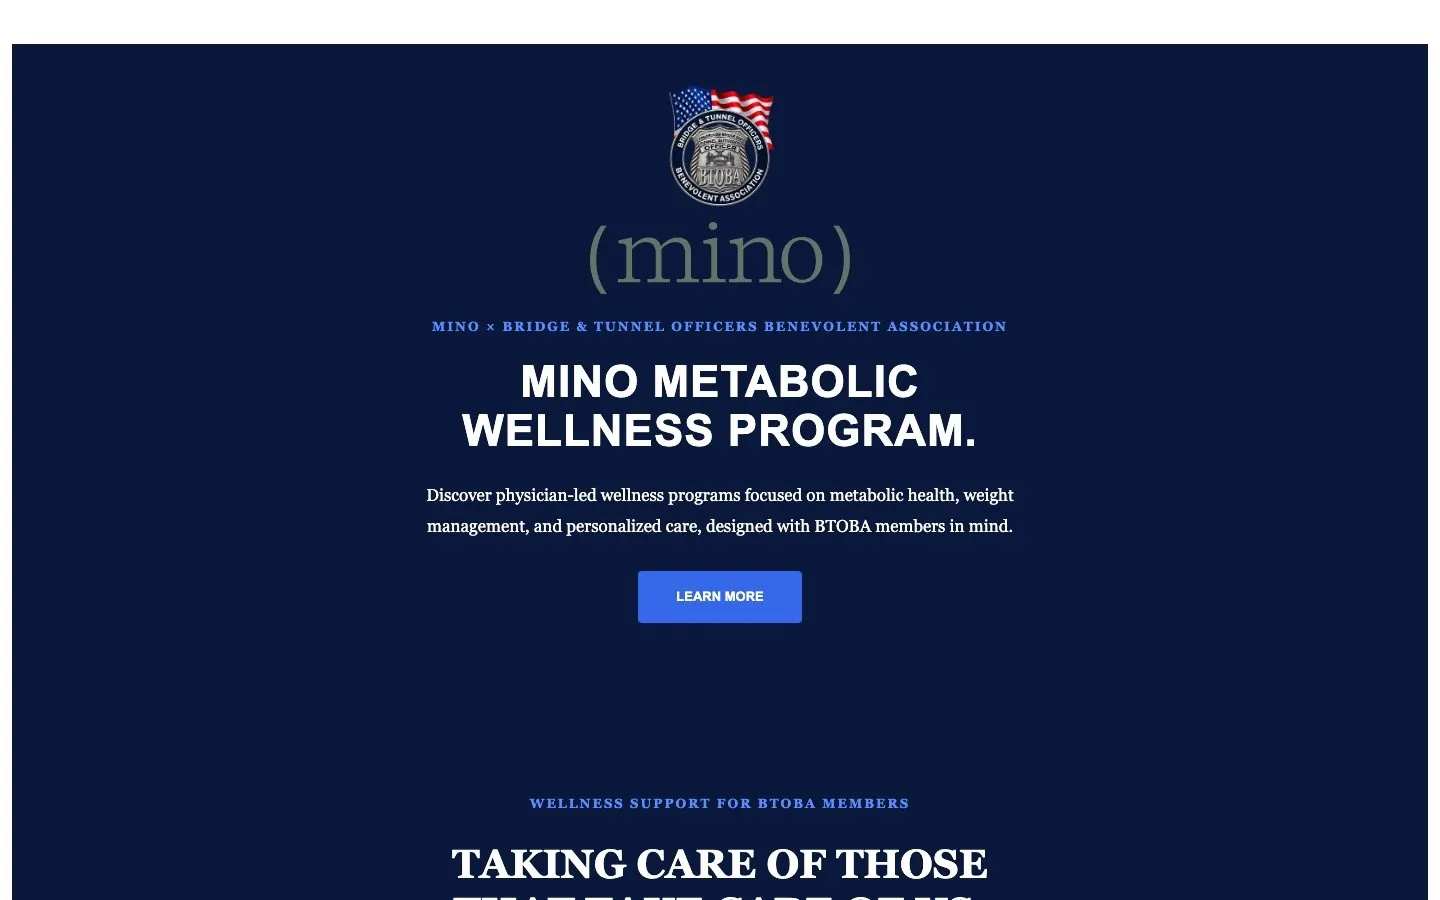 BRIDGE & TUNNEL OFFICERS
OFFICER
BTOBA
BENEVOLENT ASSOCIATION
(mino)
MINO × BRIDGE & TUNNEL OFFICERS BENEVOLENT ASSOCIATION
MINO METABOLIC
WELLNESS PROGRAM.
Discover physician-led wellness programs focused on metabolic health, weight
management, and personalized care, designed with BTOBA members in mind.
LEARN MORE
WELLNESS SUPPORT FOR BTOBA MEMBERS
TAKING CARE OF THOSE